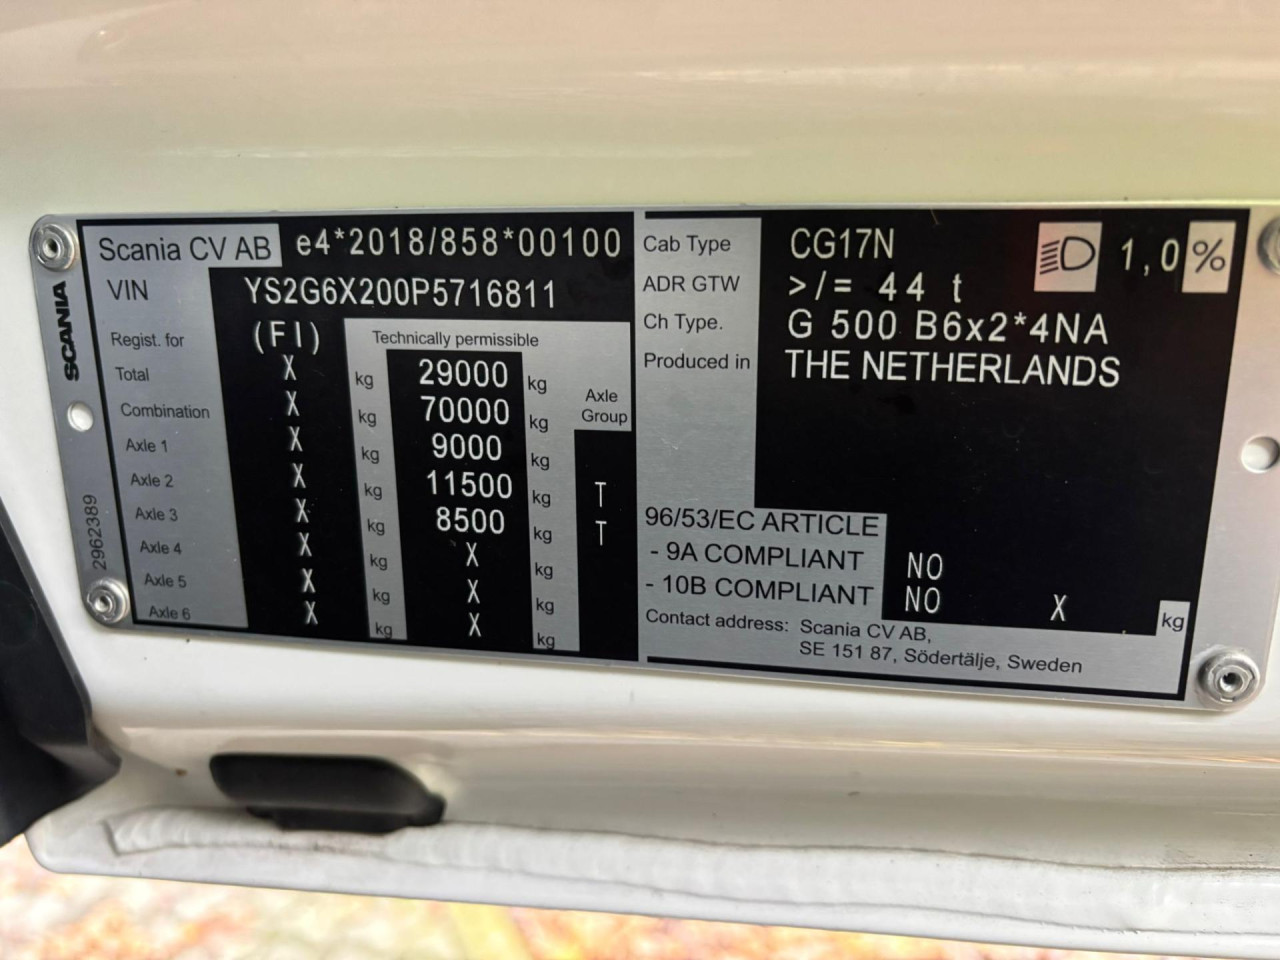 SCANIA
2962389
Scania CV AB e4*2018/858*00100
VIN YS2G6X200P5716811
Regist. for (FI) Technically permissible
Total X kg 29000 kg Axle Group
Combination X kg 70000 kg
Axle 1 X kg 9000 kg
Axle 2 X kg 11500 kg T
Axle 3 X kg 8500 kg T
Axle 4 X kg X kg
Axle 5 X kg X kg
Axle 6 X kg X kg
Cab Type CG17N 1,0 %
ADR GTW >/= 44 t
Ch Type. G 500 B6x2*4NA
Produced in THE NETHERLANDS
96/53/EC ARTICLE
- 9A COMPLIANT NO
- 10B COMPLIANT NO X kg
Contact address: Scania CV AB,
SE 151 87, Södertälje, Sweden